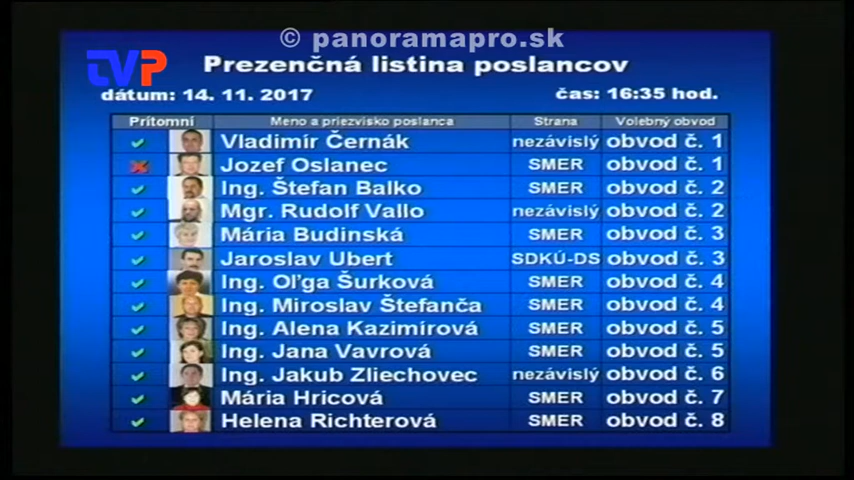 © panoramapro.sk
TVP
Prezenčná listina poslancov
dátum: 14. 11. 2017 čas: 16:35 hod.
Prítomní Meno a priezvisko poslanca Strana Volebný obvod
Vladimír Černák nezávislý obvod č. 1
Jozef Oslanec SMER obvod č. 1
Ing. Štefan Balko SMER obvod č. 2
Mgr. Rudolf Vallo nezávislý obvod č. 2
Mária Budinská SMER obvod č. 3
Jaroslav Ubert SDKÚ-DS obvod č. 3
Ing. Oľga Šurková SMER obvod č. 4
Ing. Miroslav Štefanča SMER obvod č. 4
Ing. Alena Kazimírová SMER obvod č. 5
Ing. Jana Vavrová SMER obvod č. 5
Ing. Jakub Zliechovec nezávislý obvod č. 6
Mária Hricová SMER obvod č. 7
Helena Richterová SMER obvod č. 8